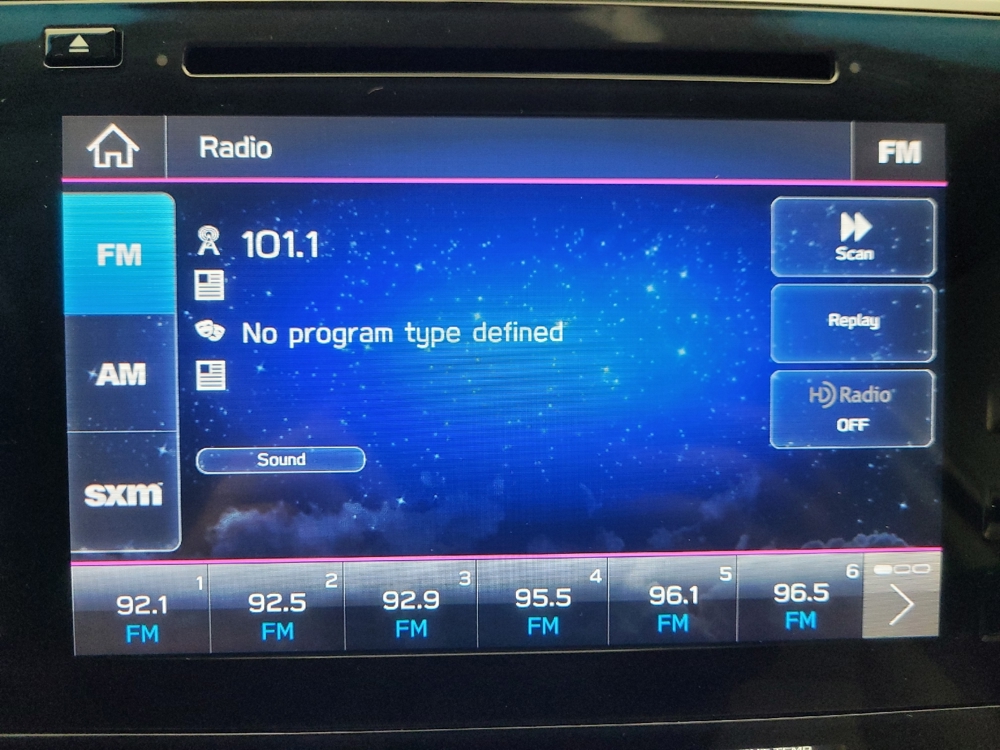 Radio
FM
FM
101.1
Scan
No program type defined
Replay
AM
HD Radio
OFF
Sound
sxm
1
92.1
FM
2
92.5
FM
3
92.9
FM
4
95.5
FM
5
96.1
FM
6
96.5
FM